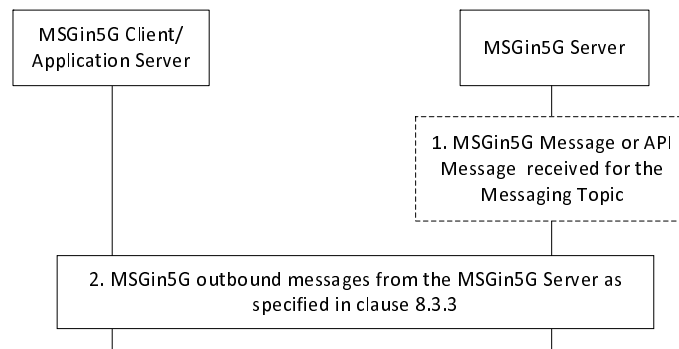 MSGin5G Client/
Application Server
MSGin5G Server
1. MSGin5G Message or API
Message received for the
Messaging Topic
2. MSGin5G outbound messages from the MSGin5G Server as
specified in clause 8.3.3